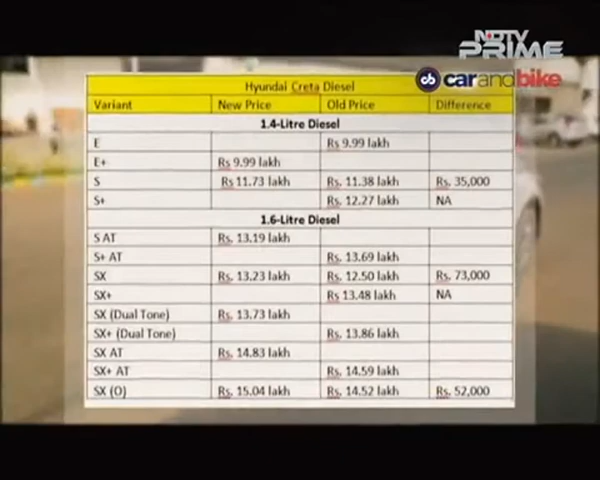 NDTV
PRIME
cb carandbike
Hyundai Creta Diesel
Variant New Price Old Price Difference
1.4-Litre Diesel
E Rs 9.99 lakh
E+ Rs 9.99 lakh
S Rs 11.73 lakh Rs. 11.38 lakh Rs. 35,000
S+ Rs. 12.27 lakh NA
1.6-Litre Diesel
S AT Rs. 13.19 lakh
S+ AT Rs. 13.69 lakh
SX Rs. 13.23 lakh Rs. 12.50 lakh Rs. 73,000
SX+ Rs 13.48 lakh NA
SX (Dual Tone) Rs. 13.73 lakh
SX+ (Dual Tone) Rs. 13.86 lakh
SX AT Rs. 14.83 lakh
SX+ AT Rs. 14.59 lakh
SX (O) Rs. 15.04 lakh Rs. 14.52 lakh Rs. 52,000